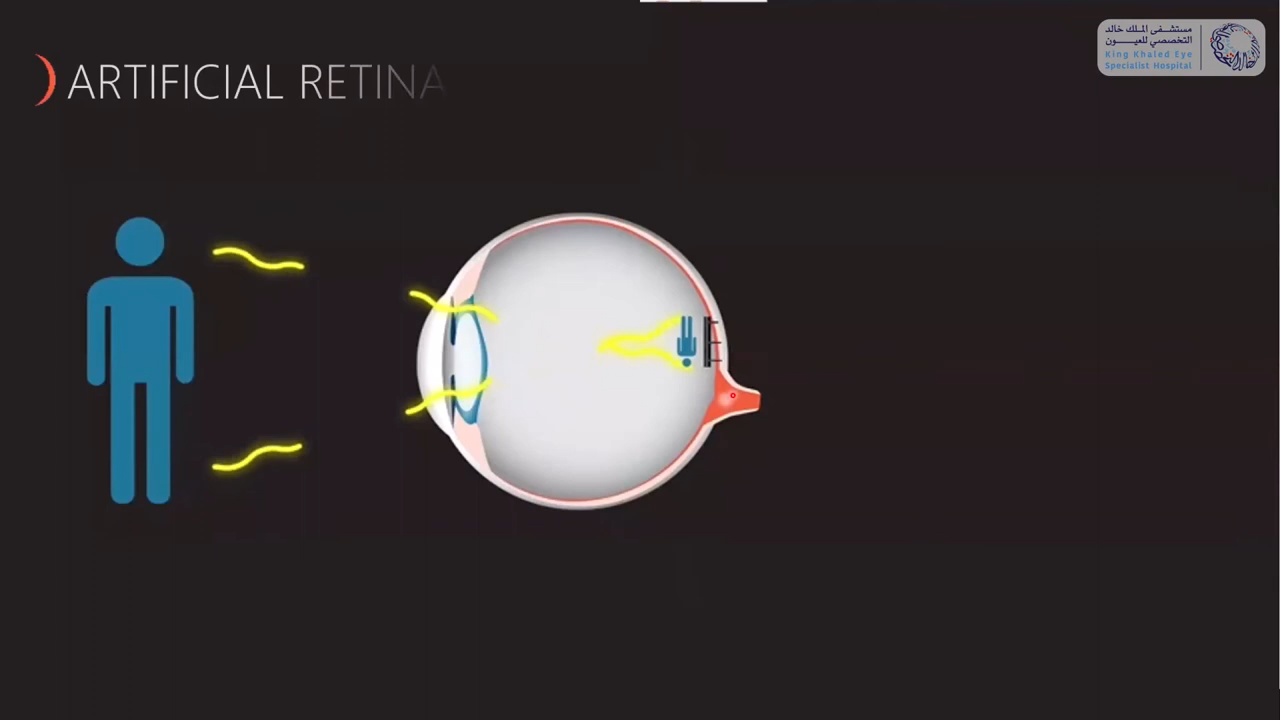 ARTIFICIAL RETINA
مستشفى الملك خالد
التخصصي للعيون
King Khaled Eye
Specialist Hospital